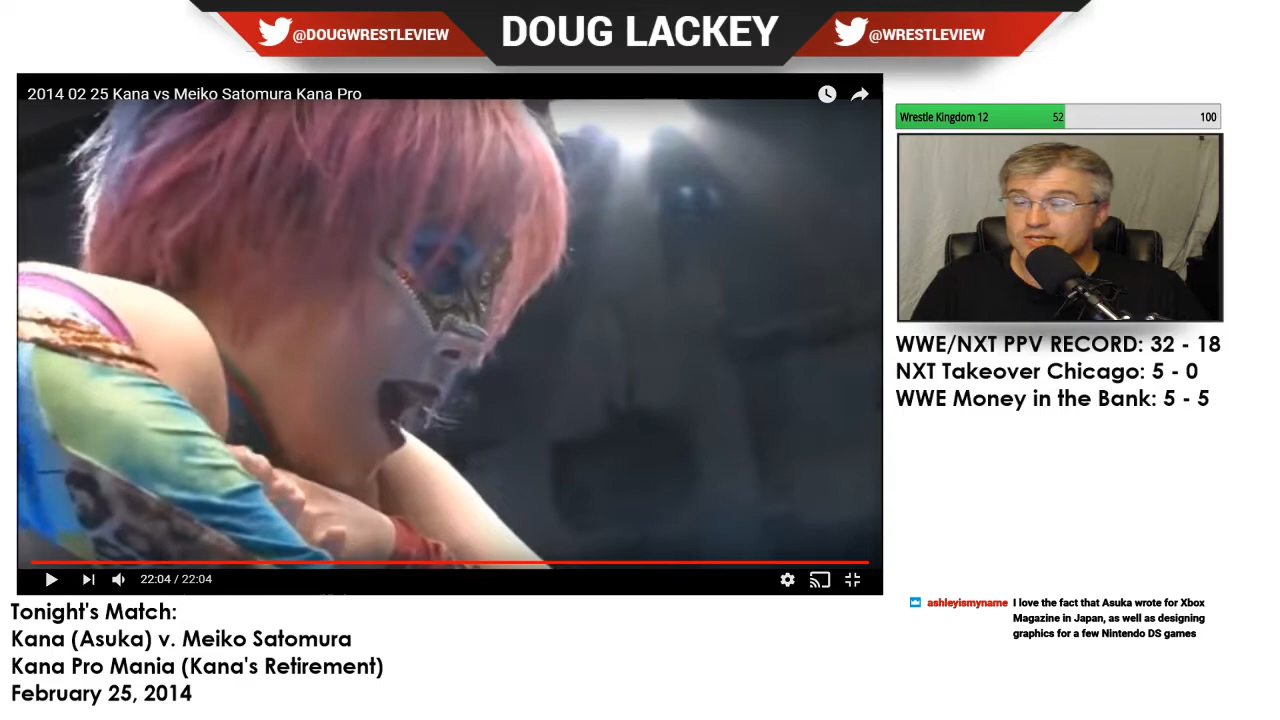 @DOUGWRESTLEVIEW
DOUG LACKEY
@WRESTLEVIEW
2014 02 25 Kana vs Meiko Satomura Kana Pro
Wrestle Kingdom 12 52 100
WWE/NXT PPV RECORD: 32 - 18
NXT Takeover Chicago: 5 - 0
WWE Money in the Bank: 5 - 5
22:04 / 22:04
ashleyismyname I love the fact that Asuka wrote for Xbox
Magazine in Japan, as well as designing
graphics for a few Nintendo DS games
Tonight's Match:
Kana (Asuka) v. Meiko Satomura
Kana Pro Mania (Kana's Retirement)
February 25, 2014